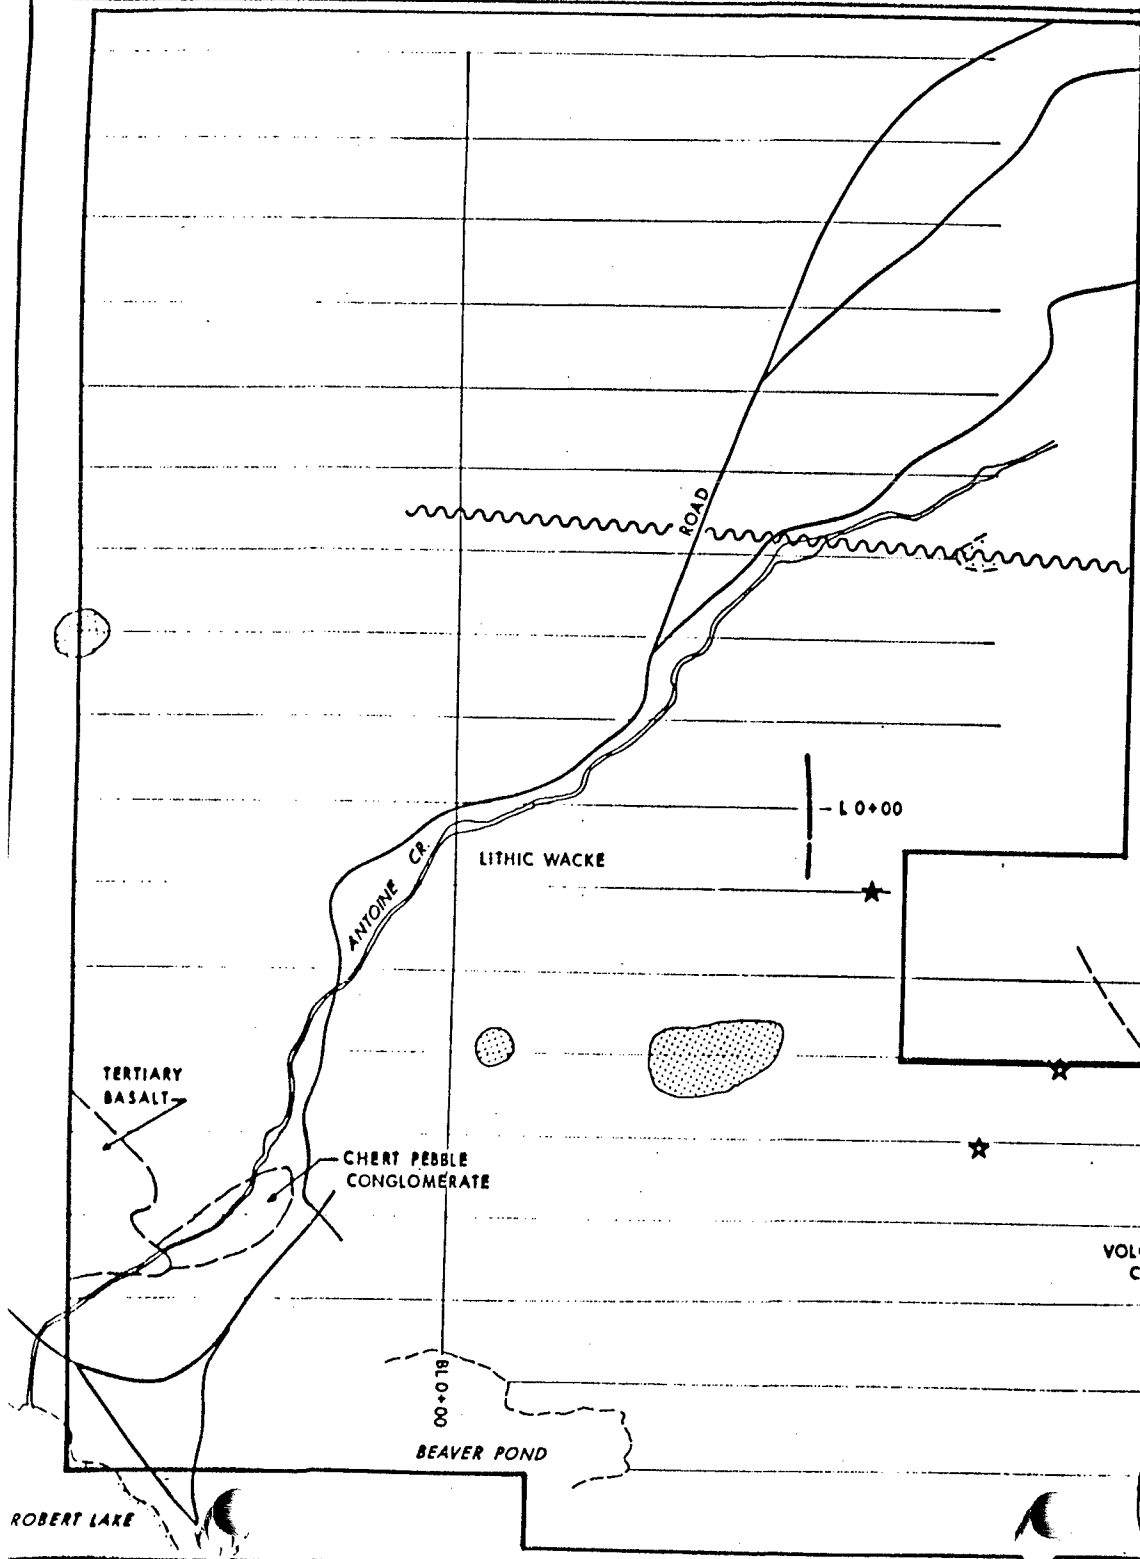 ROAD
L 0+00
LITHIC WACKE
ANTOINE CR.
TERTIARY
BASALT
CHERT PEBBLE
CONGLOMERATE
BL 0+00
BEAVER POND
ROBERT LAKE